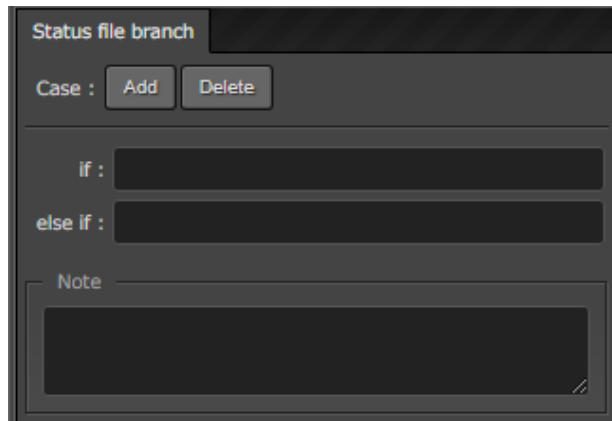 Status file branch
Case : Add Delete
if :
else if :
Note